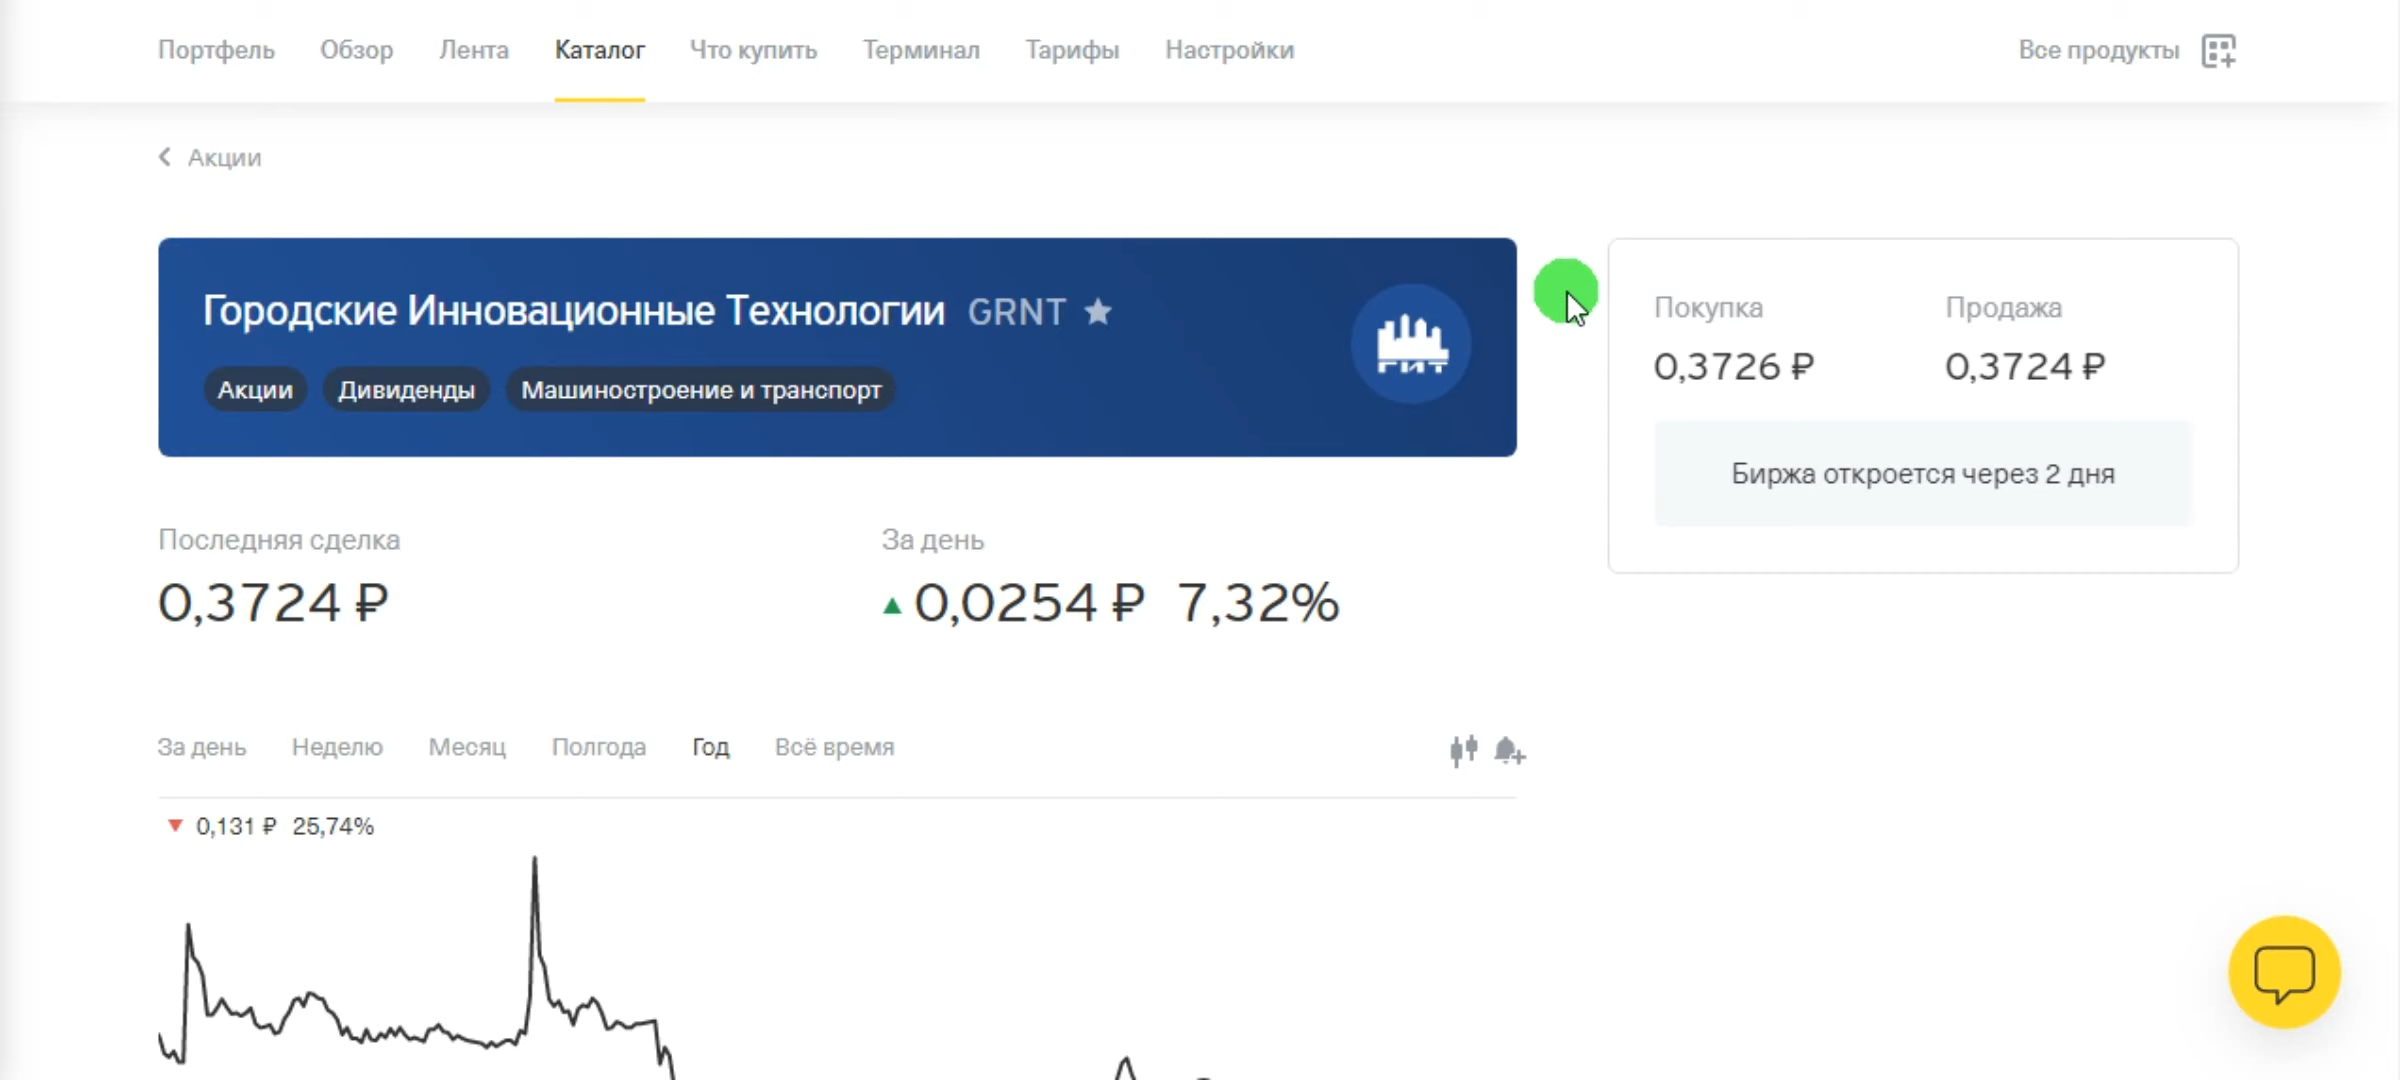 Портфель Обзор Лента Каталог Что купить Терминал Тарифы Настройки Все продукты
Акции
Городские Инновационные Технологии GRNT
Акции Дивиденды Машиностроение и транспорт
ГИТ
Покупка Продажа
0,3726 ₽ 0,3724 ₽
Биржа откроется через 2 дня
Последняя сделка За день
0,3724 ₽ 0,0254 ₽ 7,32%
За день Неделю Месяц Полгода Год Всё время
0,131 ₽ 25,74%